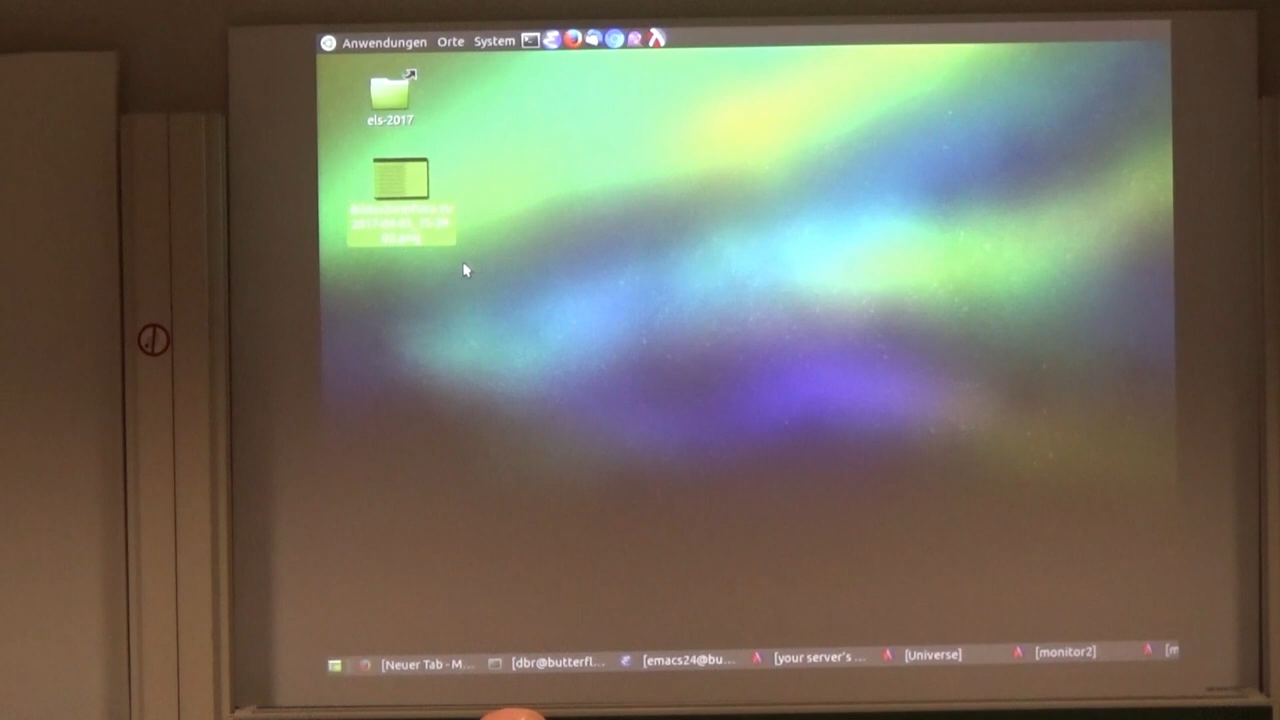 Anwendungen Orte System
els-2017
[Neuer Tab - M... [dbr@butterfl... [emacs24@bu... [your server's ... [Universe] [monitor2] [m